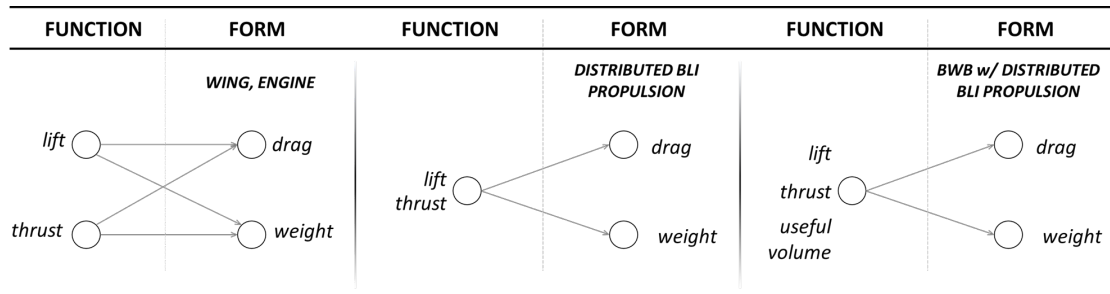 FUNCTION FORM FUNCTION FORM FUNCTION FORM
WING, ENGINE
lift
drag
thrust
weight
DISTRIBUTED BLI
PROPULSION
lift
thrust
drag
weight
BWB w/ DISTRIBUTED
BLI PROPULSION
lift
thrust
useful
volume
drag
weight